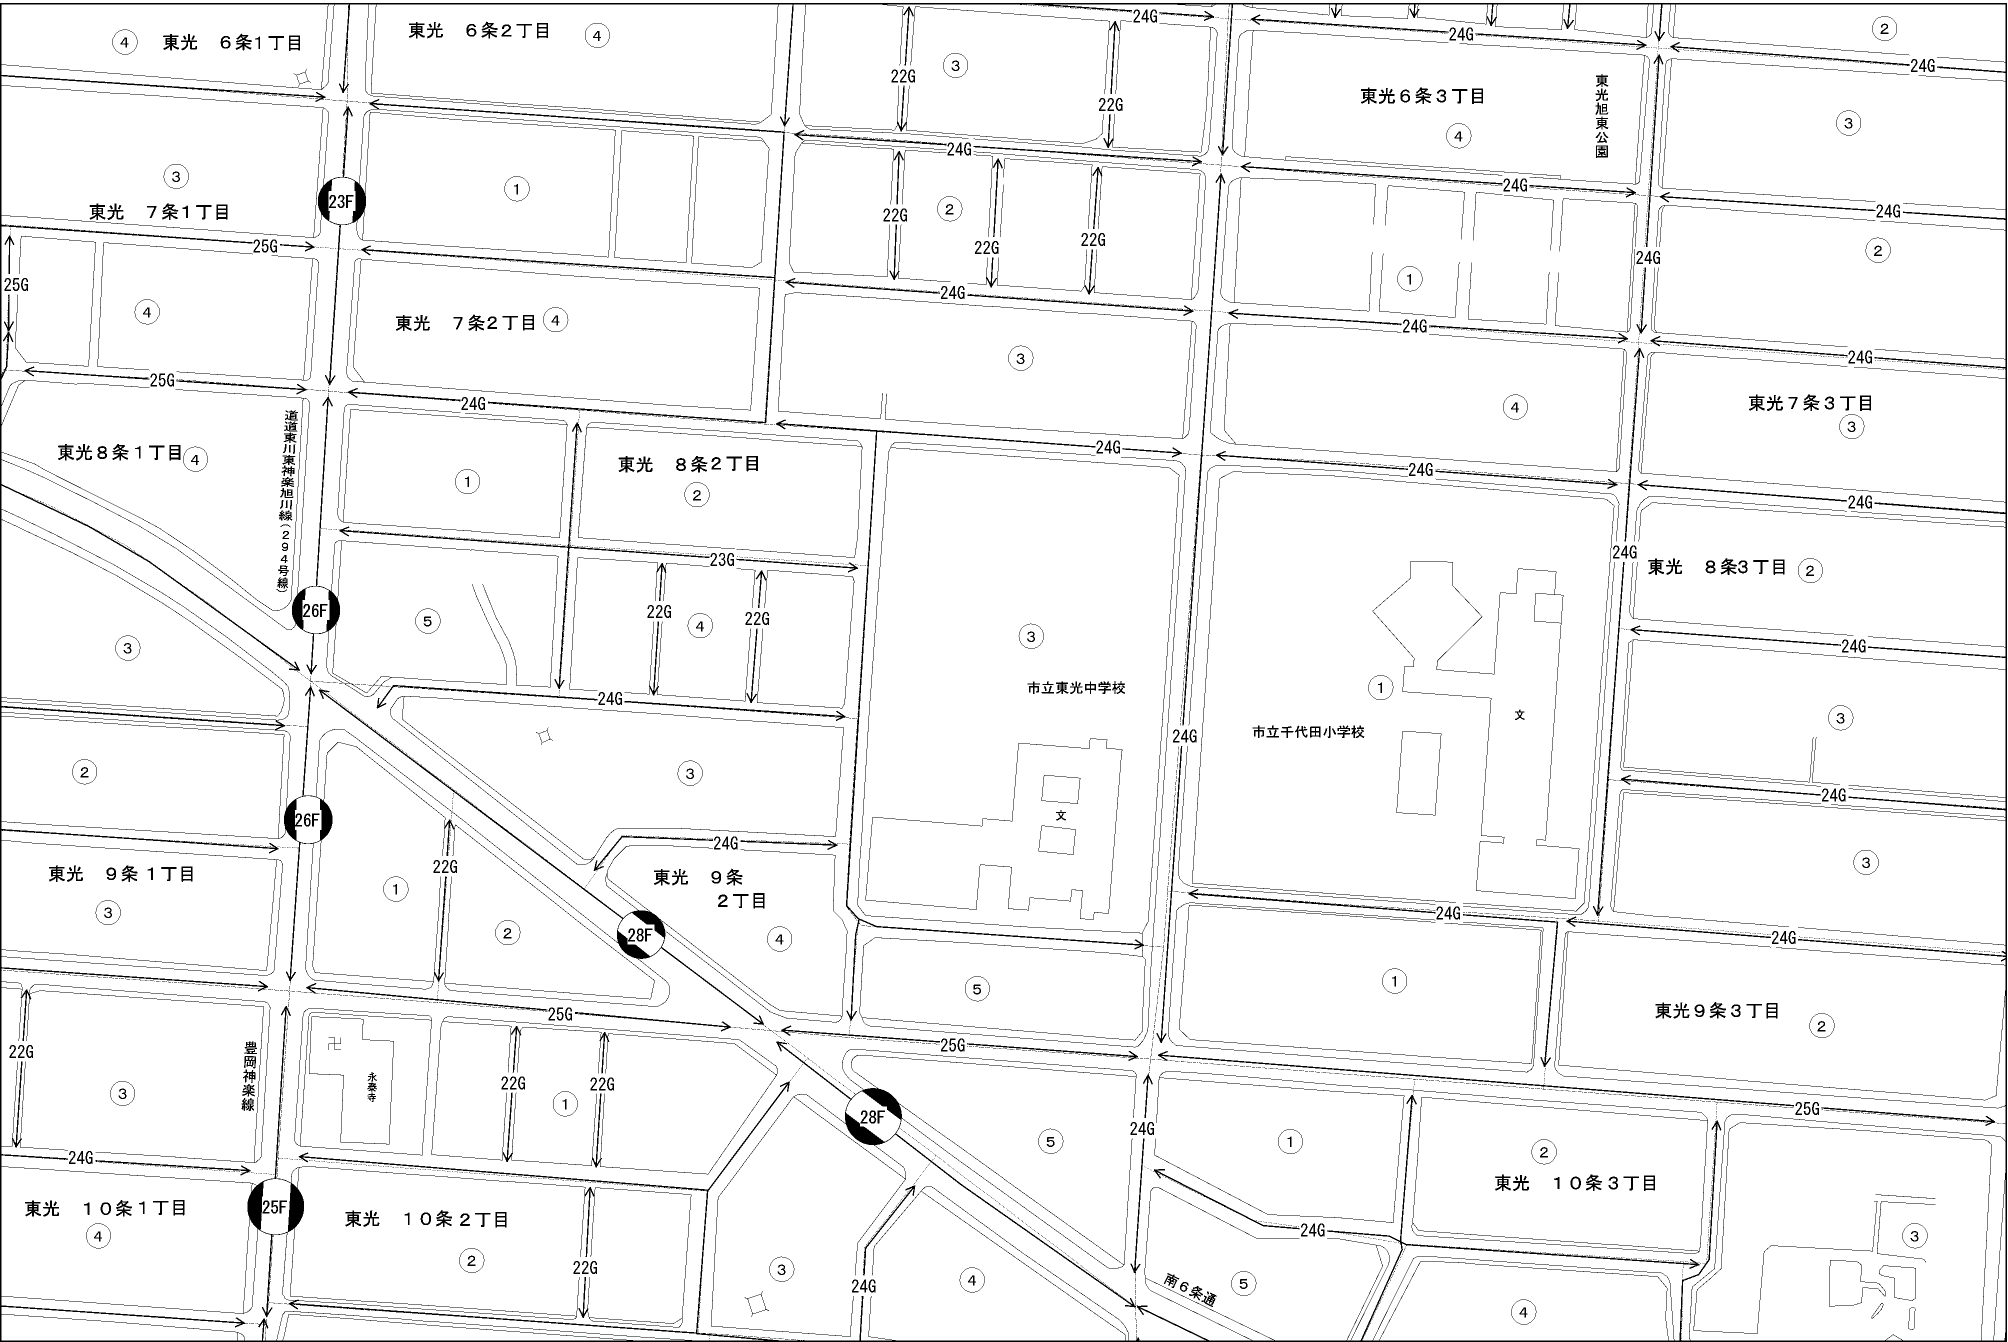 24G
24G
②
④
東光　６条１丁目
東光　６条２丁目
④
22G
③
22G
東光６条３丁目
④
東光旭東公園
24G
③
24G
③
東光　７条１丁目
23F
①
22G
②
22G
22G
24G
24G
24G
②
25G
25G
④
東光　７条２丁目
④
24G
③
①
24G
24G
25G
24G
④
東光７条３丁目
③
東光８条１丁目
④
道道東川東神楽旭川線(２９４号線)
①
東光　８条２丁目
②
24G
24G
24G
23G
24G
東光　８条３丁目
②
26F
⑤
22G
④
22G
③
市立東光中学校
24G
③
24G
①
文
市立千代田小学校
24G
③
②
③
文
24G
26F
22G
24G
③
東光　９条１丁目
③
①
②
東光　９条
２丁目
④
28F
24G
24G
⑤
①
東光９条３丁目
②
25G
25G
22G
③
豊岡神楽線
卍
永泰寺
22G
22G
①
28F
⑤
24G
①
②
25G
24G
東光　１０条１丁目
④
25F
東光　１０条２丁目
②
22G
③
24G
④
南６条通
24G
⑤
東光　１０条３丁目
④
③